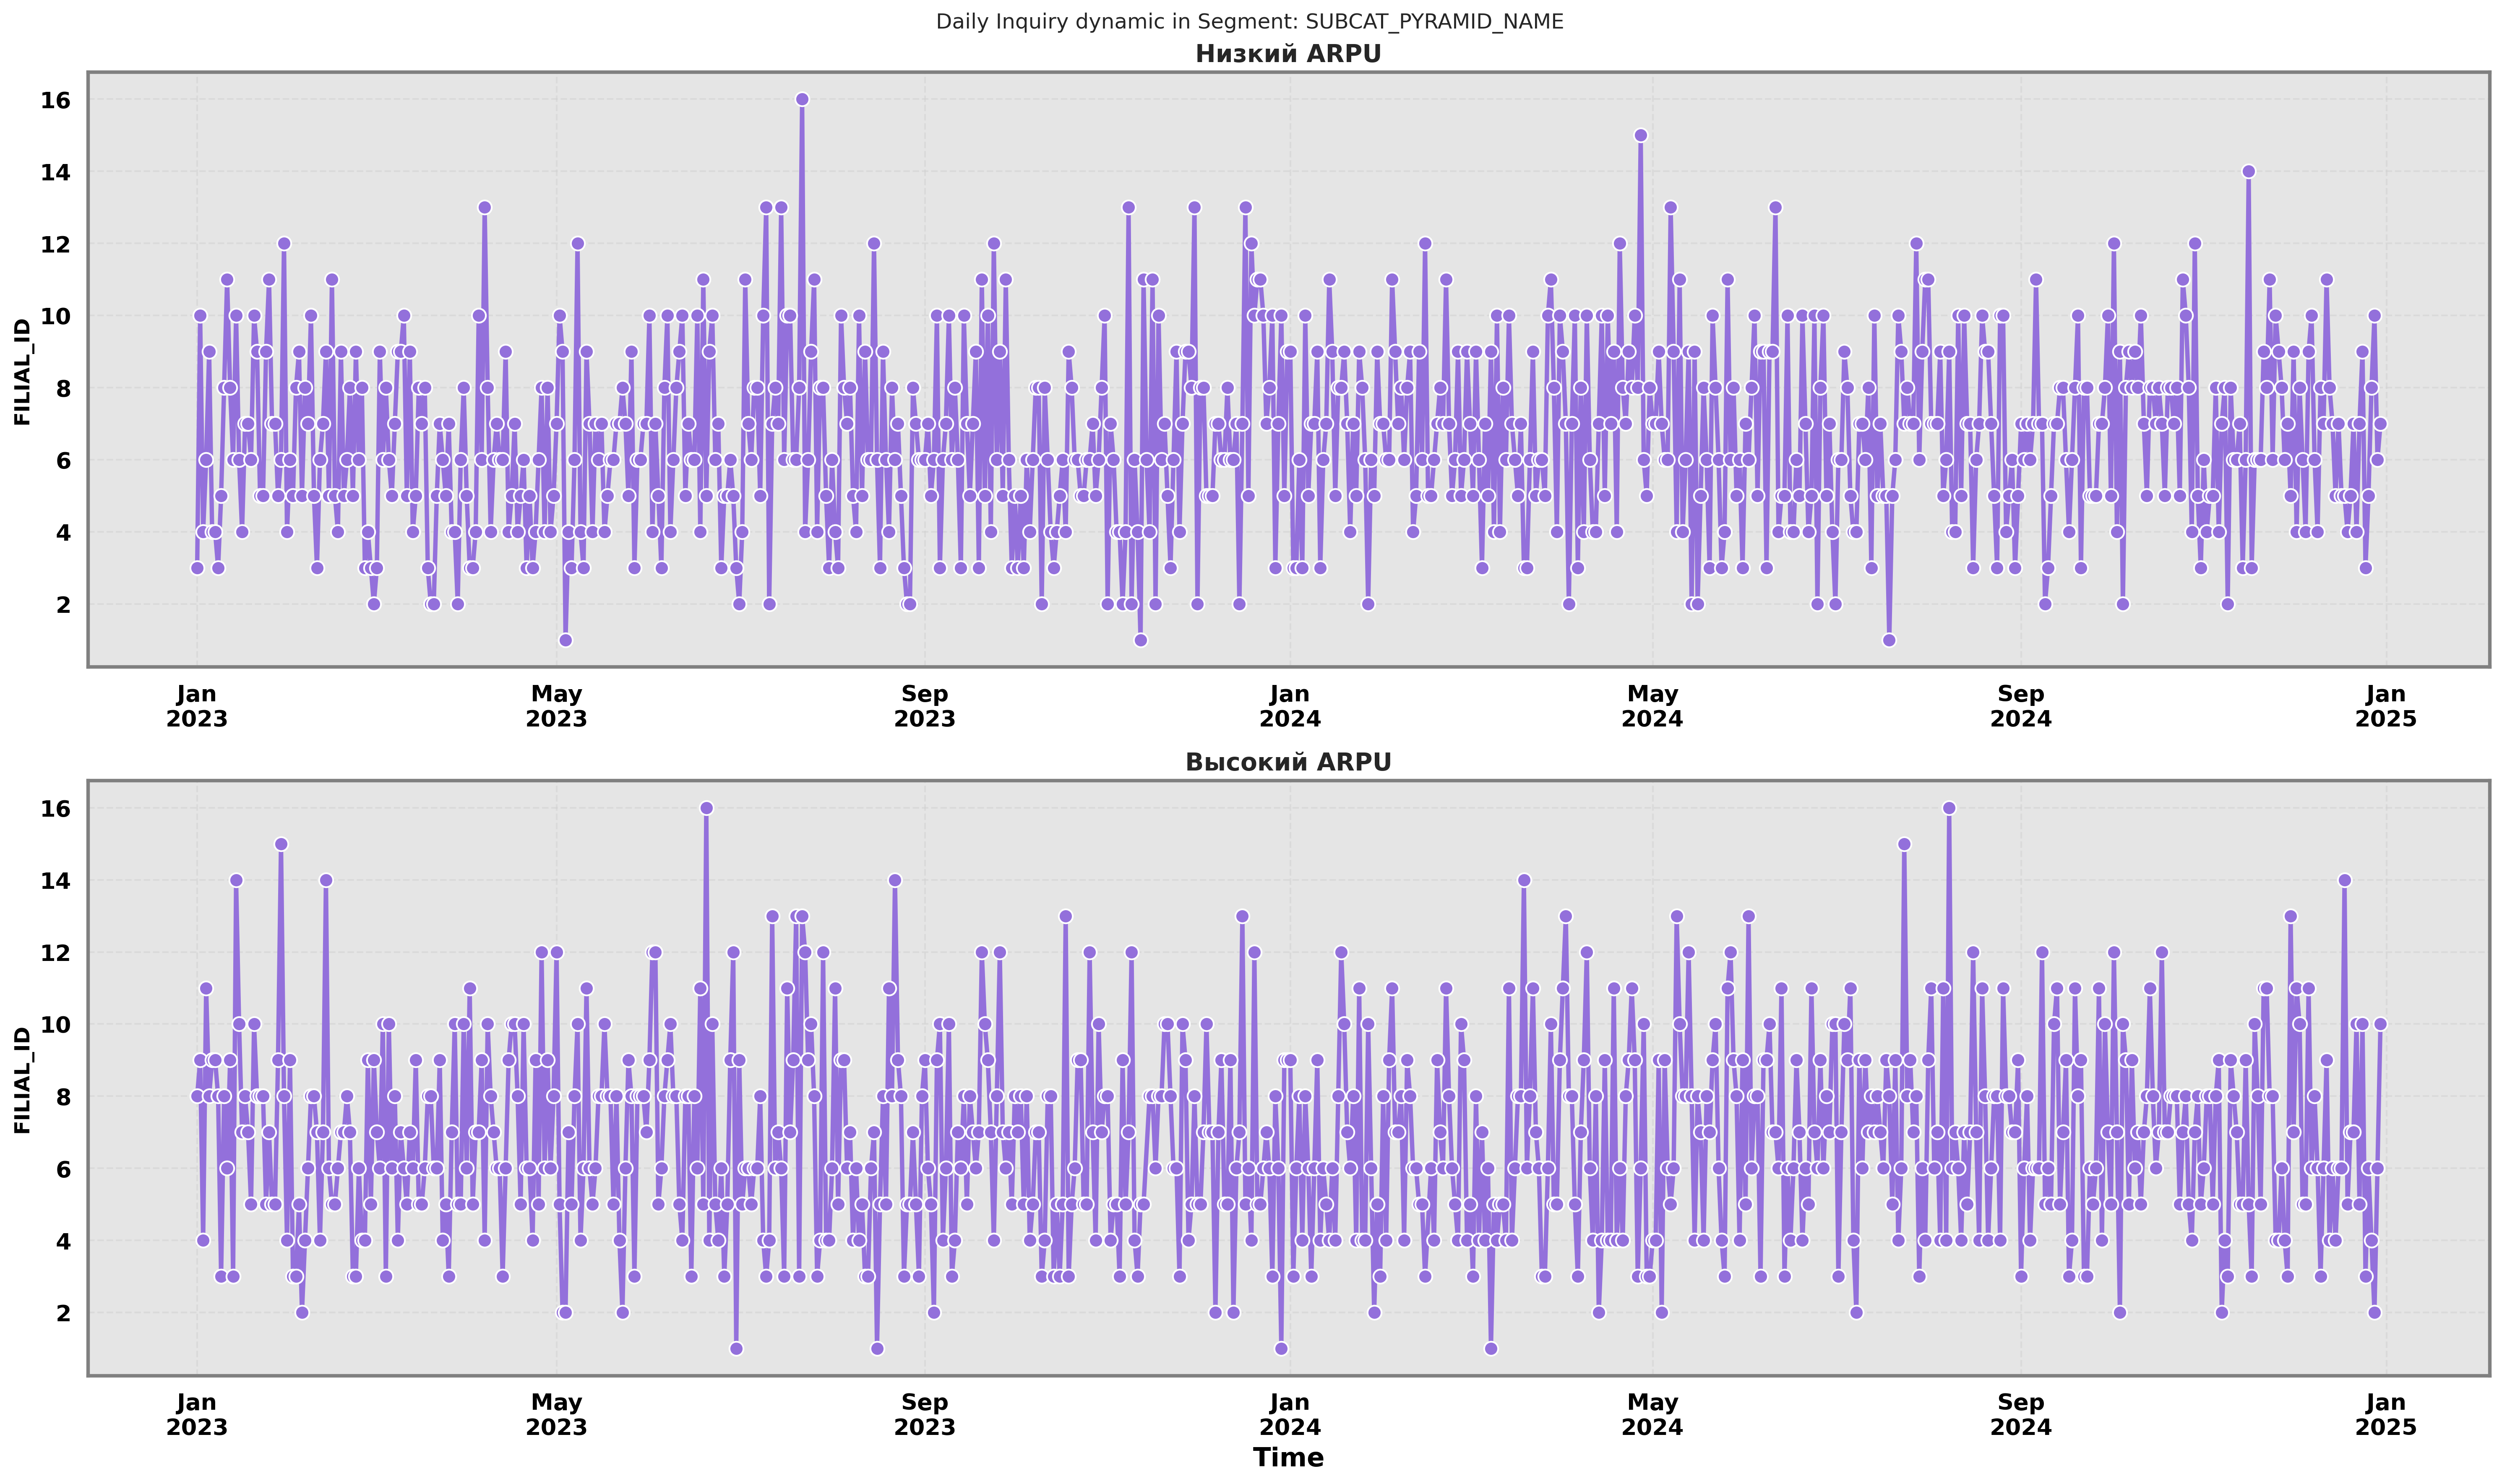 Daily Inquiry dynamic in Segment: SUBCAT_PYRAMID_NAME
Низкий ARPU
FILIAL_ID
16
14
12
10
8
6
4
2
Jan May Sep Jan May Sep Jan
2023 2023 2023 2024 2024 2024 2025
Высокий ARPU
FILIAL_ID
16
14
12
10
8
6
4
2
Jan May Sep Jan May Sep Jan
2023 2023 2023 2024 2024 2024 2025
Time